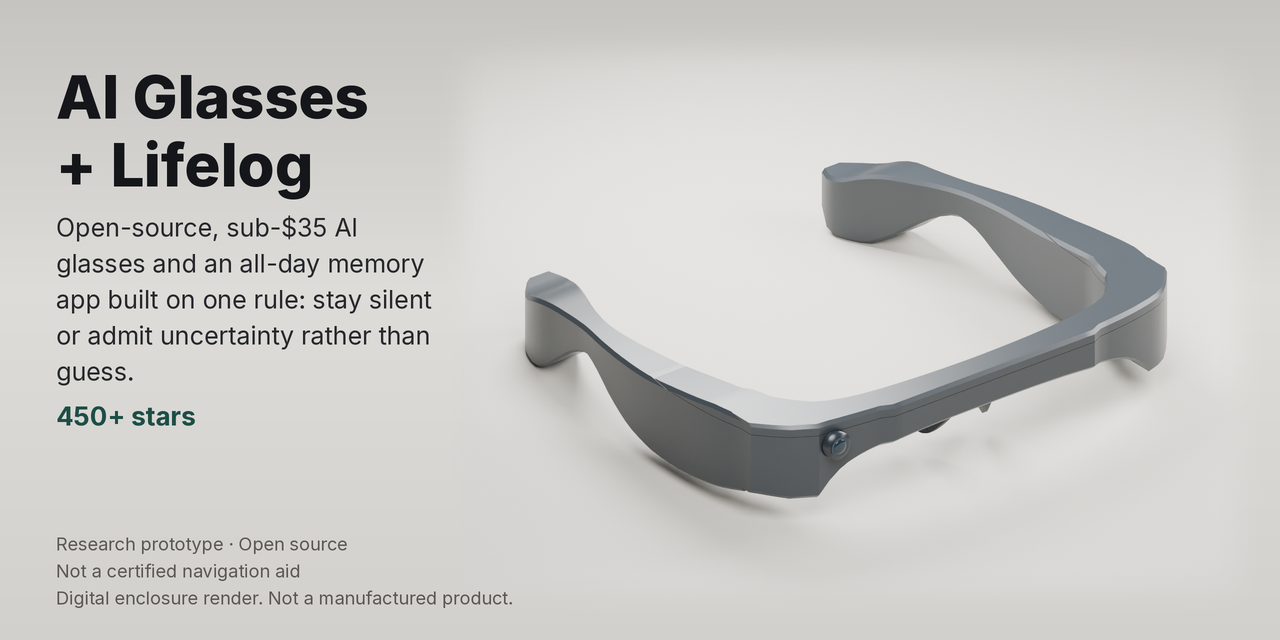 AI Glasses
+ Lifelog
Open-source, sub-$35 AI
glasses and an all-day memory
app built on one rule: stay silent
or admit uncertainty rather than
guess.
450+ stars
Research prototype · Open source
Not a certified navigation aid
Digital enclosure render. Not a manufactured product.